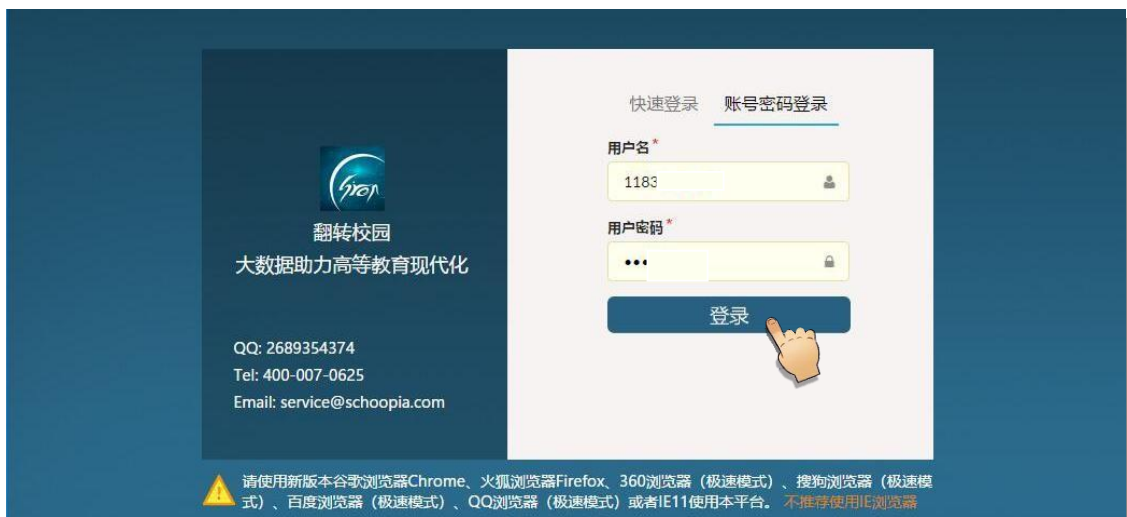 快速登录 账号密码登录
用户名*
1183
用户密码*
登录
翻转校园
大数据助力高等教育现代化
QQ: 2689354374
Tel: 400-007-0625
Email: service@schoopia.com
请使用新版本谷歌浏览器Chrome、火狐浏览器Firefox、360浏览器（极速模式）、搜狗浏览器（极速模
式）、百度浏览器（极速模式）、QQ浏览器（极速模式）或者IE11使用本平台。 不推荐使用IE浏览器